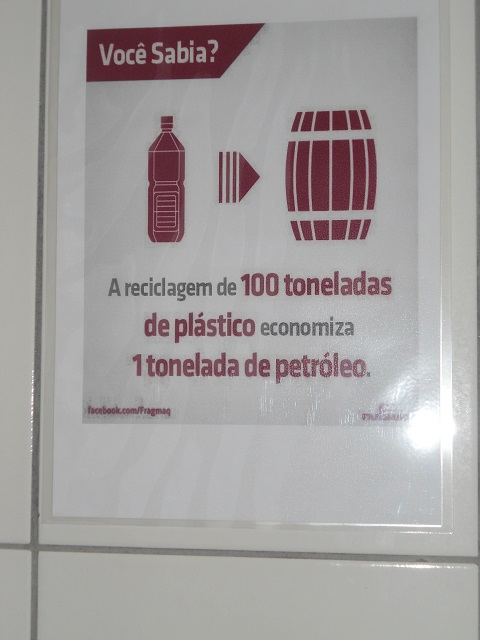 Você Sabia?
A reciclagem de 100 toneladas
de plástico economiza
1 tonelada de petróleo.
facebook.com/Fragmaq